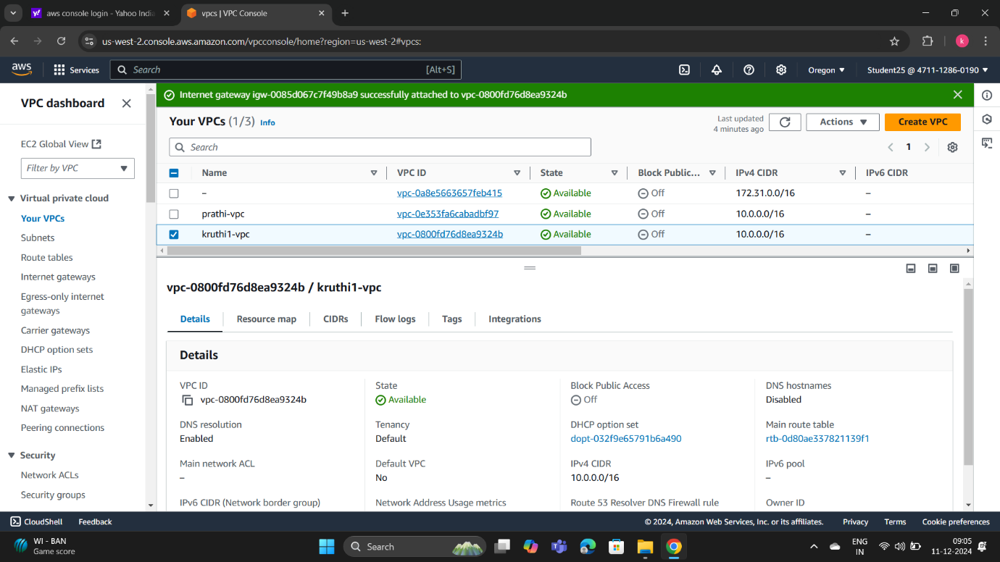 aws console login - Yahoo India
vpcs | VPC Console
us-west-2.console.aws.amazon.com/vpcconsole/home?region=us-west-2#vpcs:
k
aws
Services
Search
[Alt+S]
Oregon
Student25 @ 4711-1286-0190
VPC dashboard
EC2 Global View
Filter by VPC
Virtual private cloud
Your VPCs
Subnets
Route tables
Internet gateways
Egress-only internet
gateways
Carrier gateways
DHCP option sets
Elastic IPs
Managed prefix lists
NAT gateways
Peering connections
Security
Network ACLs
Security groups
Internet gateway igw-0085d067c7f49b8a9 successfully attached to vpc-0800fd76d8ea9324b
Your VPCs (1/3) Info
Last updated
4 minutes ago
Actions
Create VPC
Search
1
Name VPC ID State Block Public... IPv4 CIDR IPv6 CIDR
– vpc-0a8e5663657feb415 Available Off 172.31.0.0/16 –
prathi-vpc vpc-0e353fa6cabadbf97 Available Off 10.0.0.0/16 –
kruthi1-vpc vpc-0800fd76d8ea9324b Available Off 10.0.0.0/16 –
vpc-0800fd76d8ea9324b / kruthi1-vpc
Details Resource map CIDRs Flow logs Tags Integrations
Details
VPC ID
vpc-0800fd76d8ea9324b
State
Available
Block Public Access
Off
DNS hostnames
Disabled
DNS resolution
Enabled
Tenancy
Default
DHCP option set
dopt-032f9e65791b6a490
Main route table
rtb-0d80ae337821139f1
Main network ACL
–
Default VPC
No
IPv4 CIDR
10.0.0.0/16
IPv6 pool
–
IPv6 CIDR (Network border group)
Network Address Usage metrics
Route 53 Resolver DNS Firewall rule
Owner ID
CloudShell
Feedback
© 2024, Amazon Web Services, Inc. or its affiliates.
Privacy
Terms
Cookie preferences
WI - BAN
Game score
Search
ENG
IN
09:05
11-12-2024